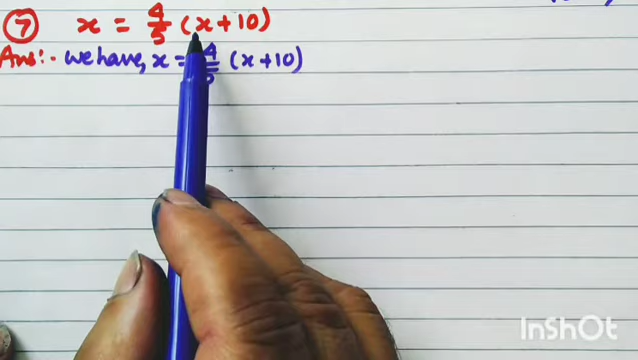 7 x = 4/5 (x+10)
Ans:- we have, x = 4/5 (x+10)
InShOt